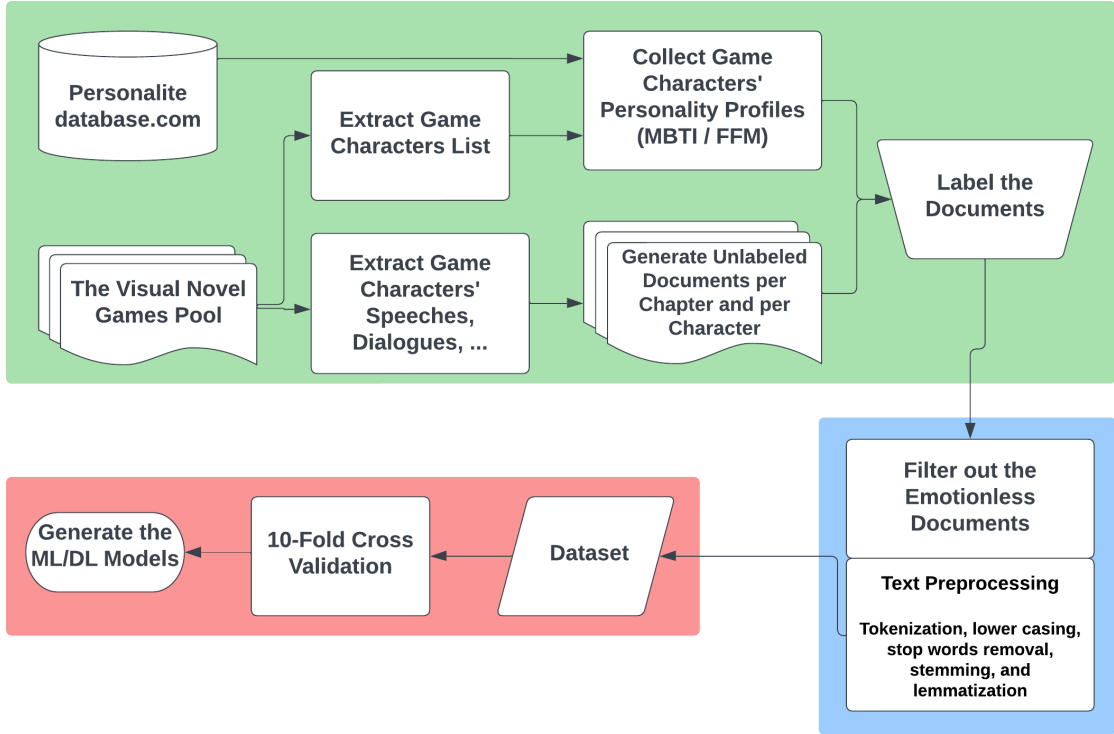 Personalite
database.com
Extract Game
Characters List
Collect Game
Characters'
Personality Profiles
(MBTI / FFM)
Label the
Documents
The Visual Novel
Games Pool
Extract Game
Characters'
Speeches,
Dialogues, ...
Generate Unlabeled
Documents per
Chapter and per
Character
Filter out the
Emotionless
Documents
Text Preprocessing
Tokenization, lower casing,
stop words removal,
stemming, and
lemmatization
Dataset
10-Fold Cross
Validation
Generate the
ML/DL Models